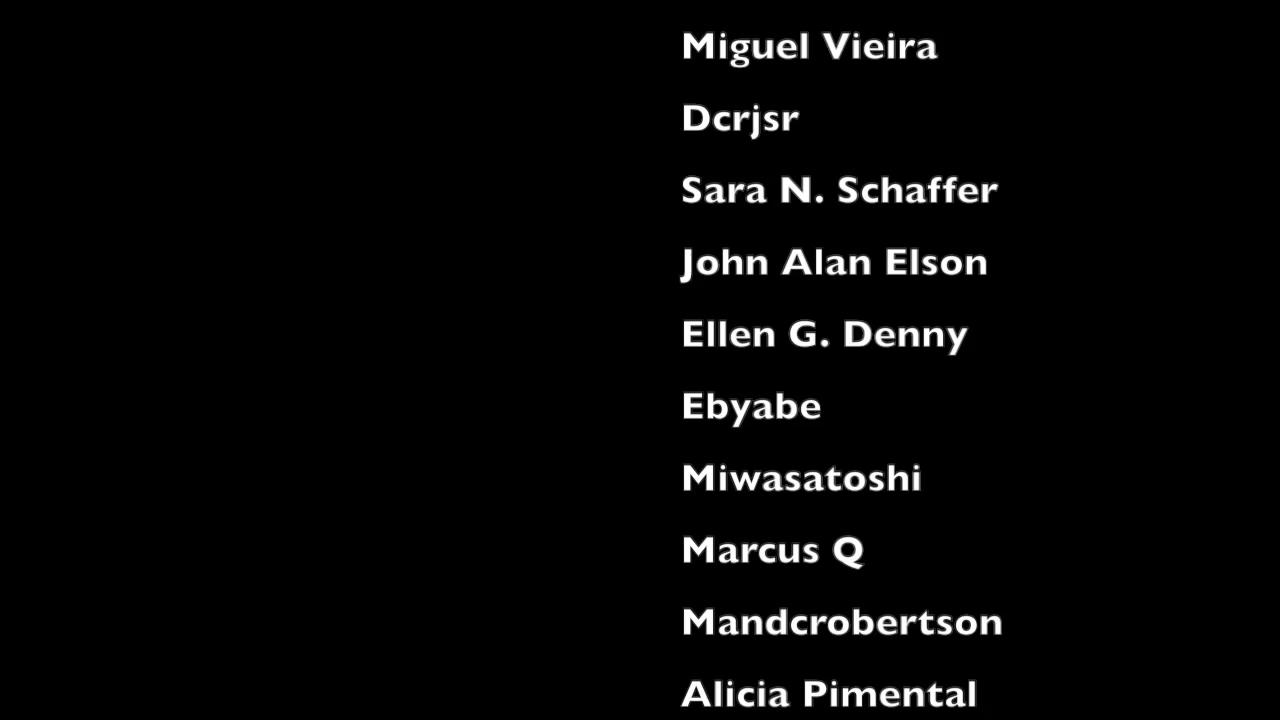 Miguel Vieira
Dcrjsr
Sara N. Schaffer
John Alan Elson
Ellen G. Denny
Ebyabe
Miwasatoshi
Marcus Q
Mandcrobertson
Alicia Pimental